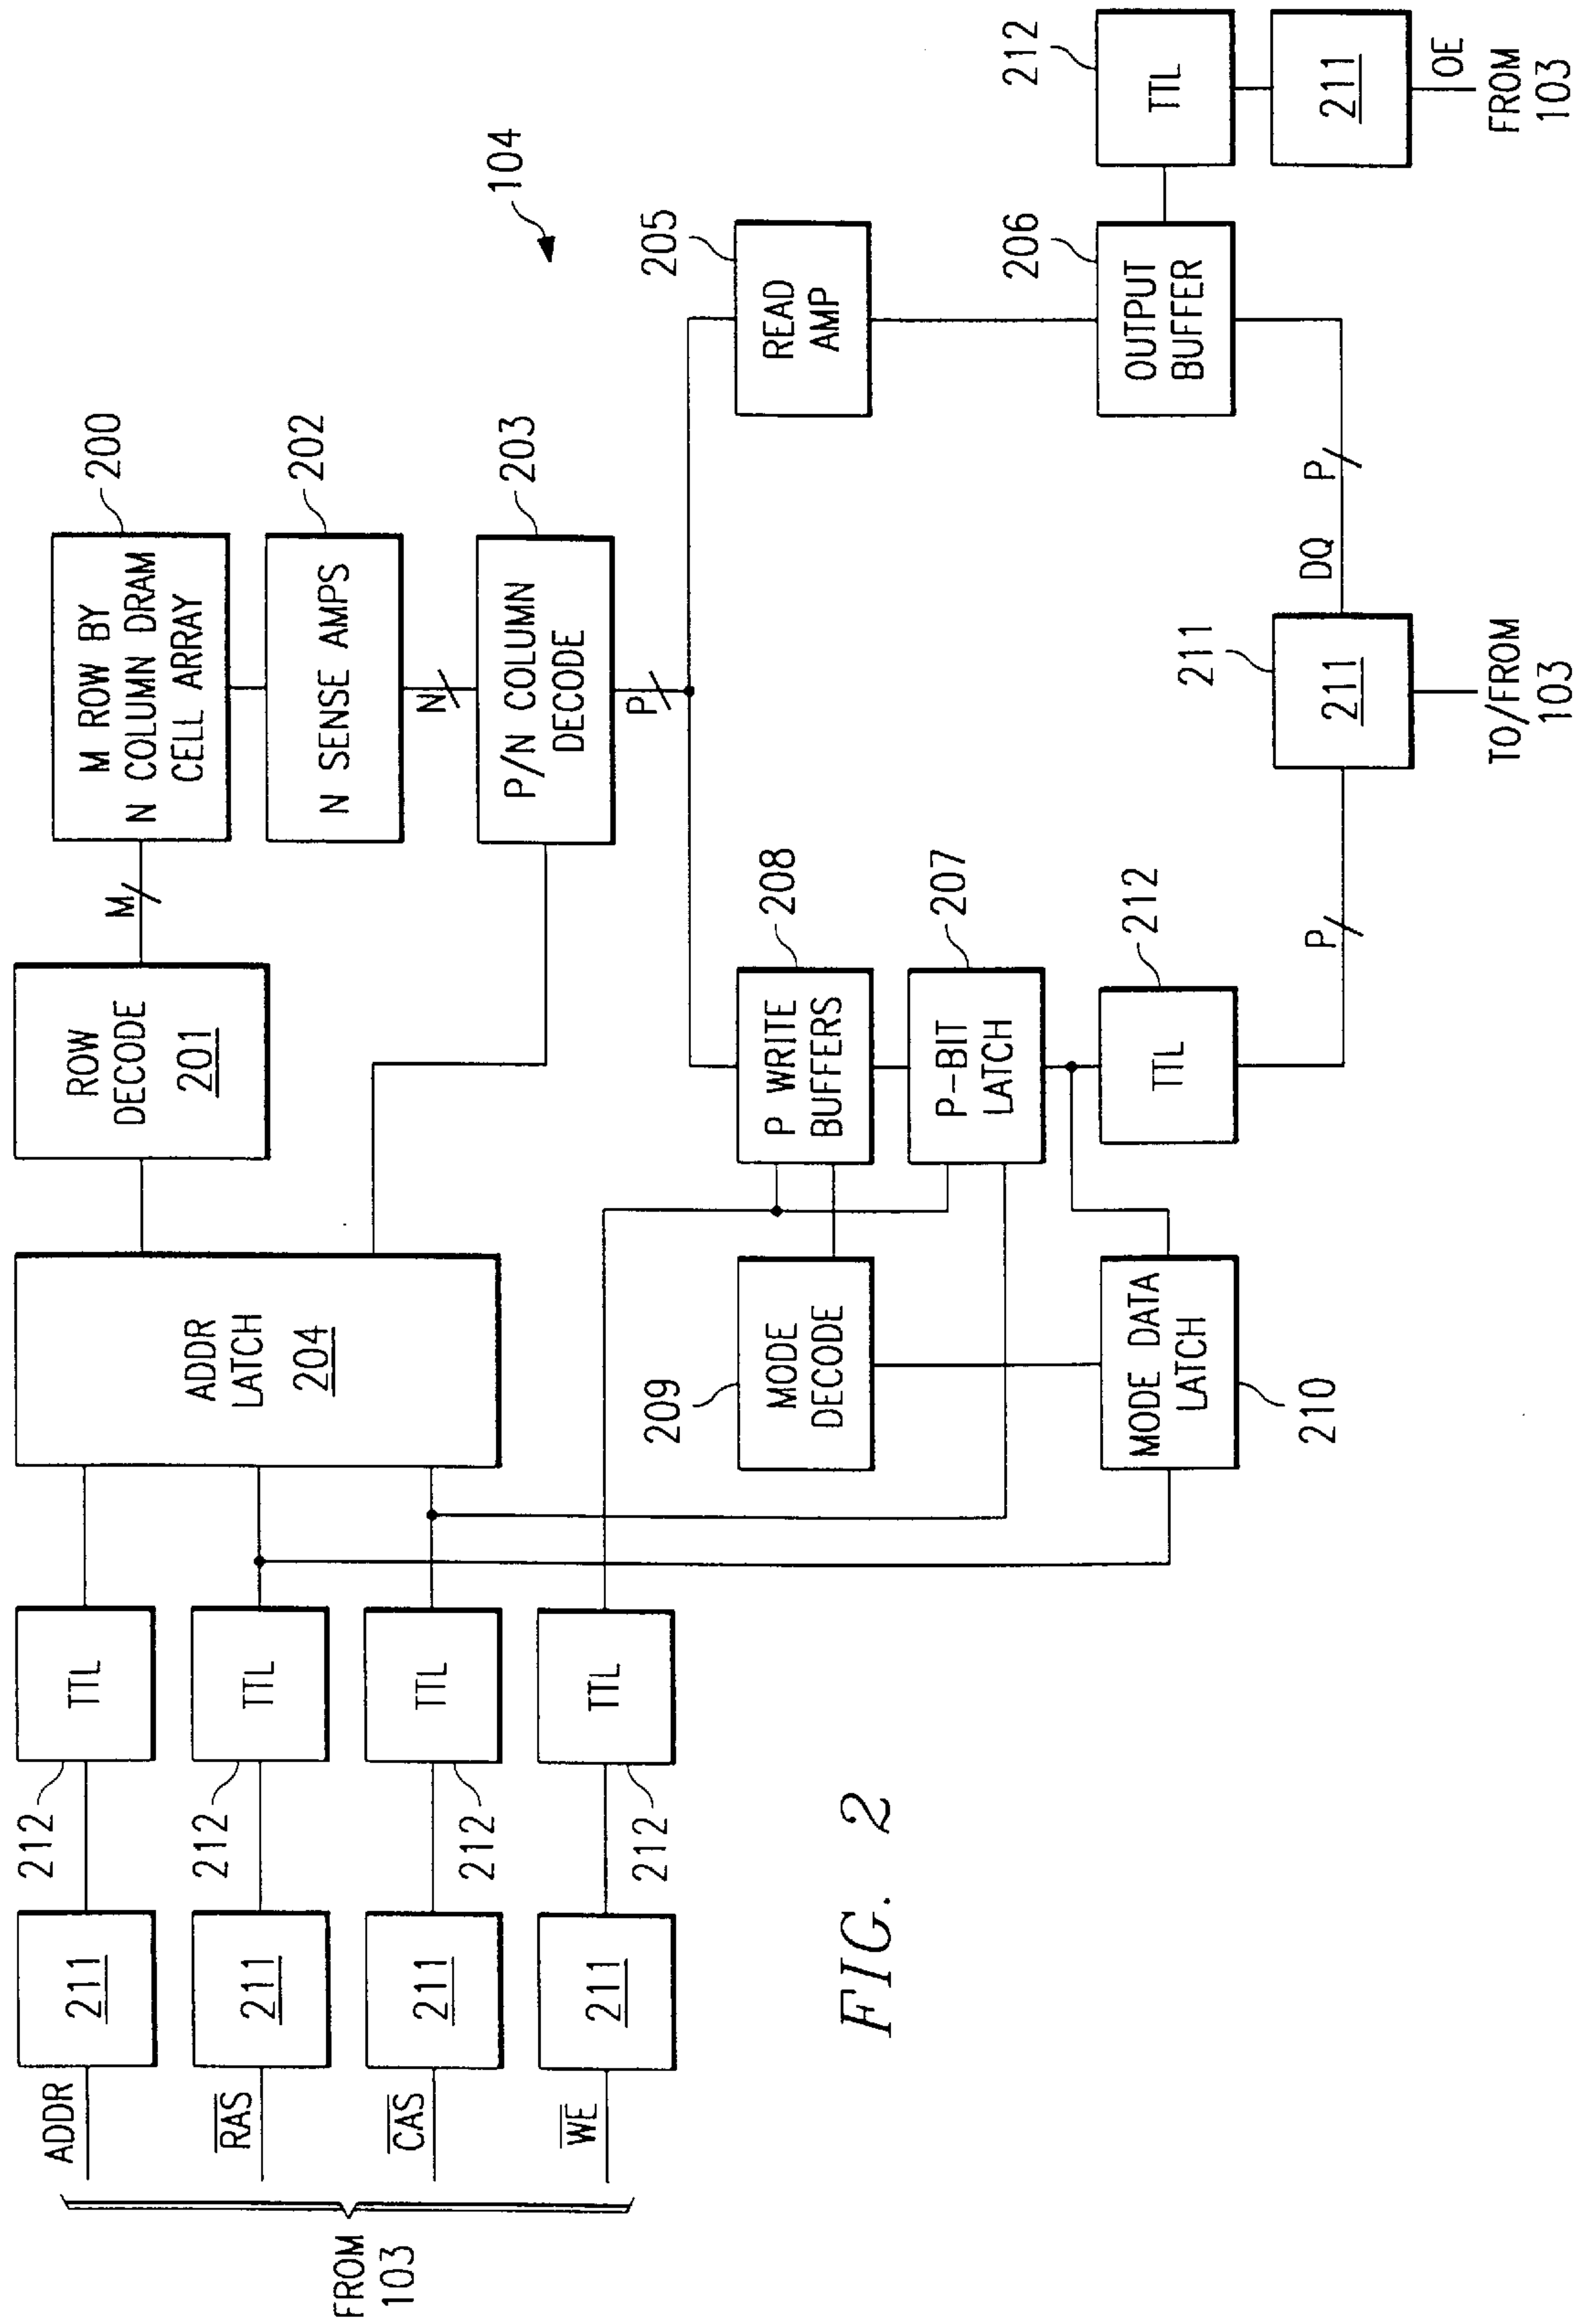 FROM
103
ADDR
RAS
CAS
WE
211
211
211
211
212
212
212
212
TTL
TTL
TTL
TTL
ADDR
LATCH
204
ROW
DECODE
201
M
M ROW BY
N COLUMN DRAM
CELL ARRAY
200
N SENSE AMPS
202
N
P/N COLUMN
DECODE
203
P
104
209
MODE
DECODE
P WRITE
BUFFERS
208
P-BIT
LATCH
207
MODE DATA
LATCH
210
TTL
212
READ
AMP
205
OUTPUT
BUFFER
206
TTL
212
211
OE
FROM
103
P
211
211
DQ
P
TO/FROM
103
FIG. 2